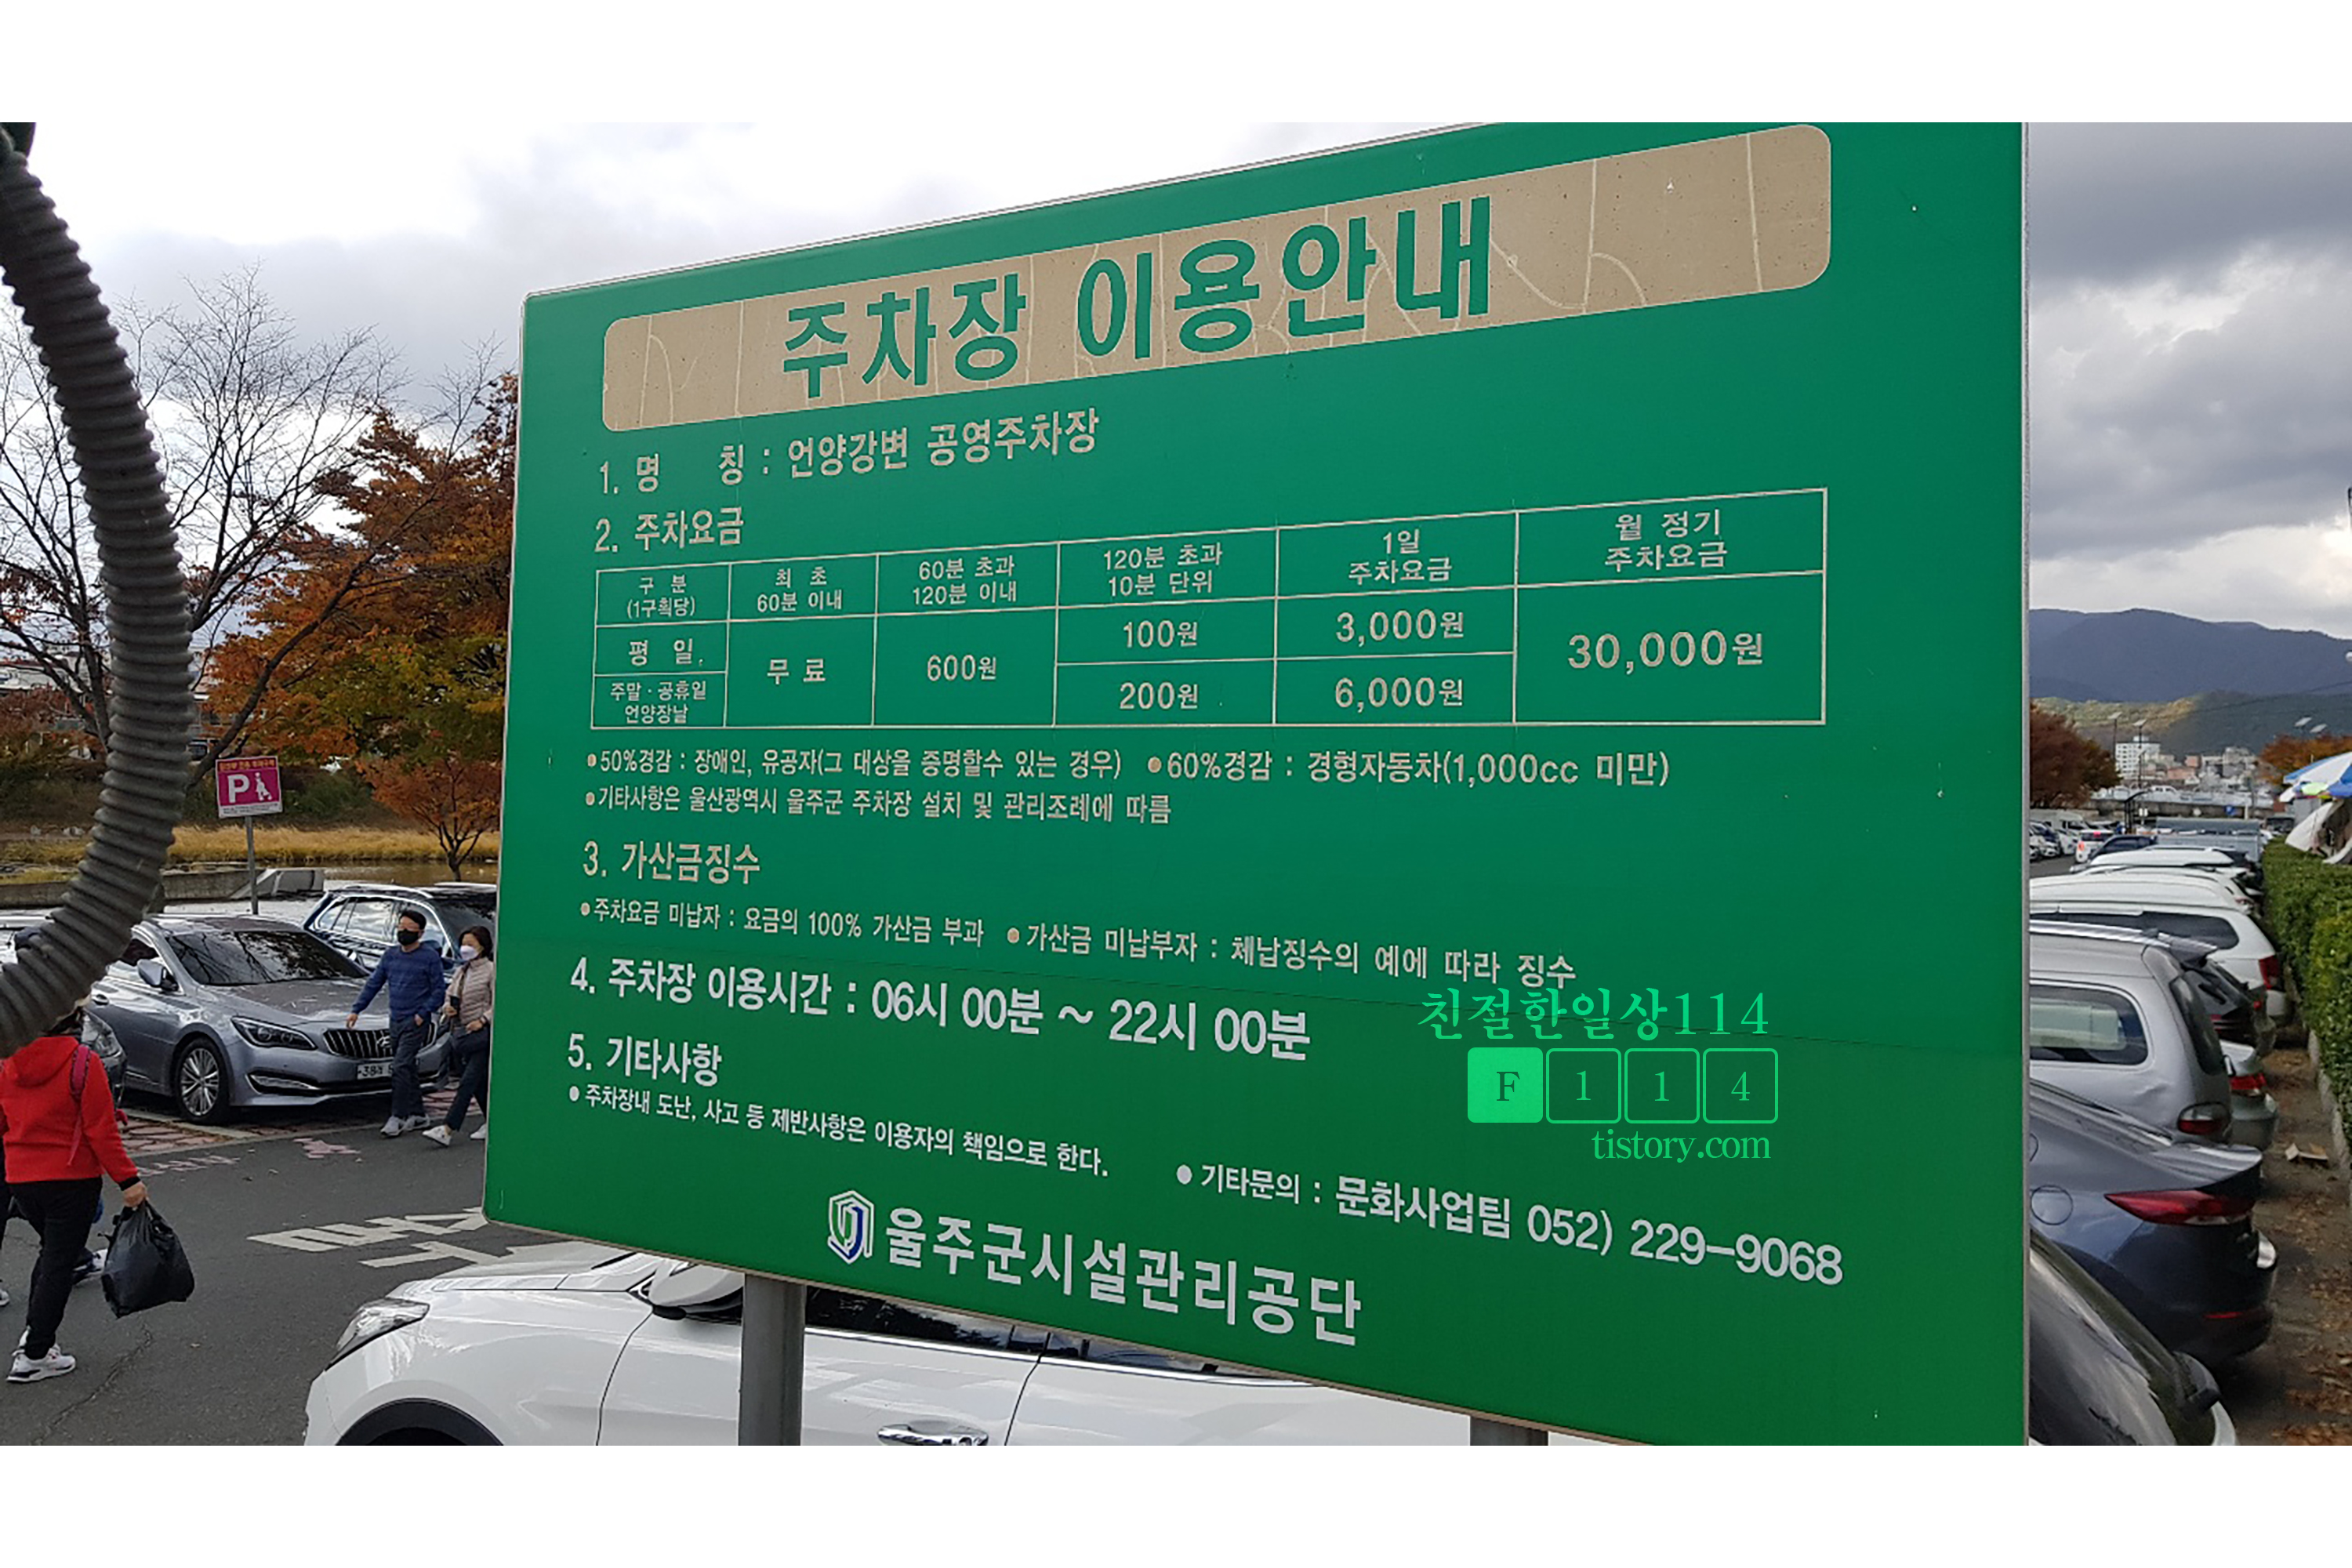 주차장 이용안내
1. 명 칭 : 언양강변 공영주차장
2. 주차요금
구 분 (1구획당) 최 초 60분 이내 60분 초과 120분 이내 120분 초과 10분 단위 1일 주차요금 월 정기 주차요금
평 일 무 료 600원 100원 3,000원 30,000원
주말·공휴일 언양장날 200원 6,000원
●50%경감 : 장애인, 유공자(그 대상을 증명할수 있는 경우) ●60%경감 : 경형자동차(1,000cc 미만)
●기타사항은 울산광역시 울주군 주차장 설치 및 관리조례에 따름
3. 가산금징수
●주차요금 미납자 : 요금의 100% 가산금 부과 ●가산금 미납부자 : 체납징수의 예에 따라 징수
4. 주차장 이용시간 : 06시 00분 ~ 22시 00분
5. 기타사항
● 주차장내 도난, 사고 등 제반사항은 이용자의 책임으로 한다.
● 기타문의 : 문화사업팀 052) 229-9068
울주군시설관리공단
친절한일상114
F 1 1 4
tistory.com
P